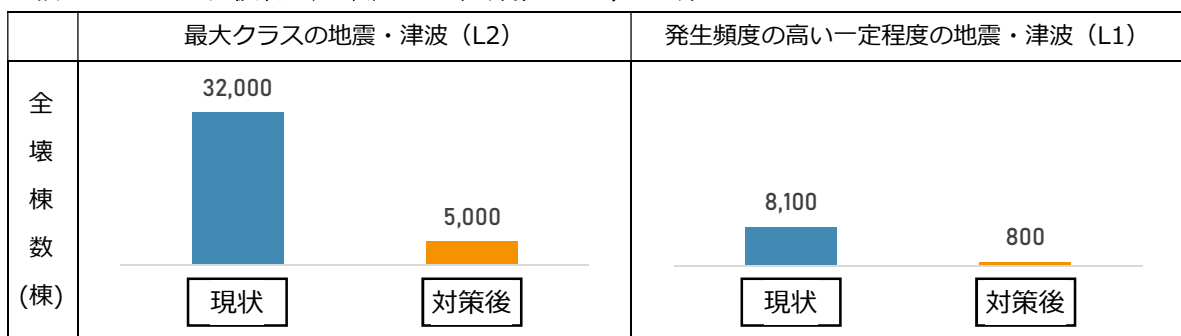 最大クラスの地震・津波（L2）
発生頻度の高い一定程度の地震・津波（L1）
全
壊
棟
数
(棟)
32,000
5,000
現状
対策後
8,100
800
現状
対策後